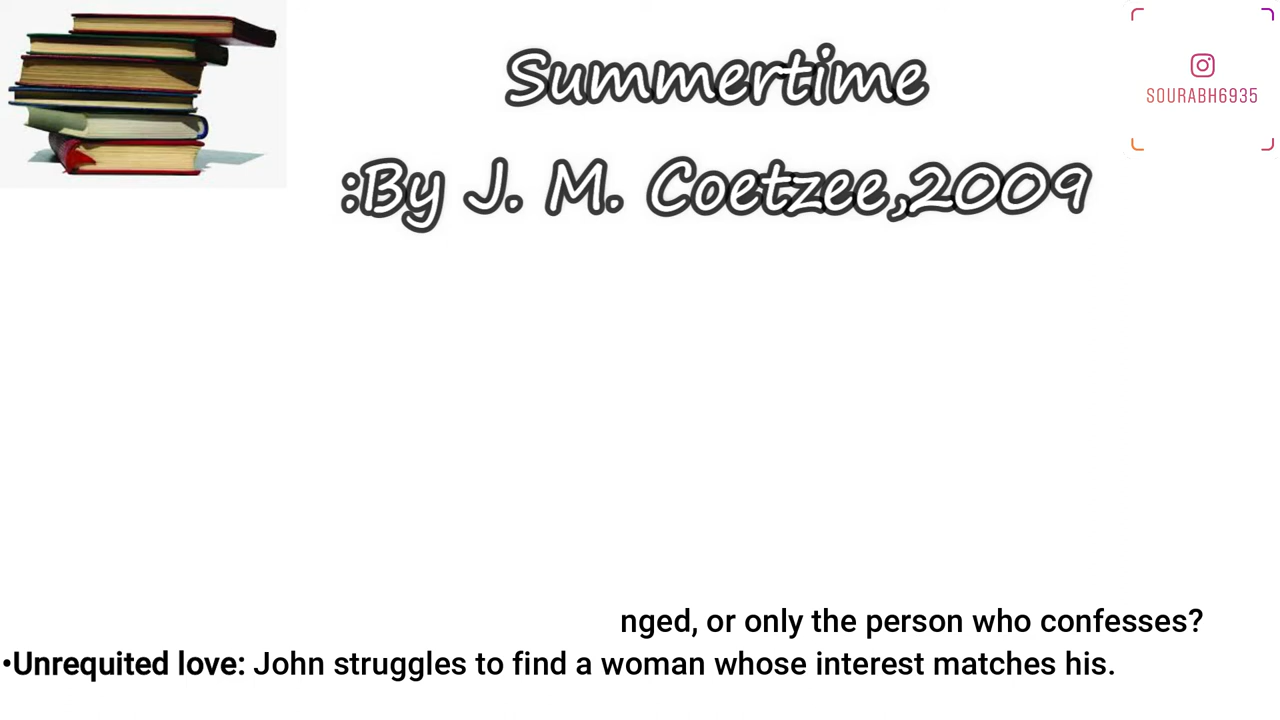 Summertime
SOURABH6935
:By J. M. Coetzee,2009
nged, or only the person who confesses?
•Unrequited love: John struggles to find a woman whose interest matches his.